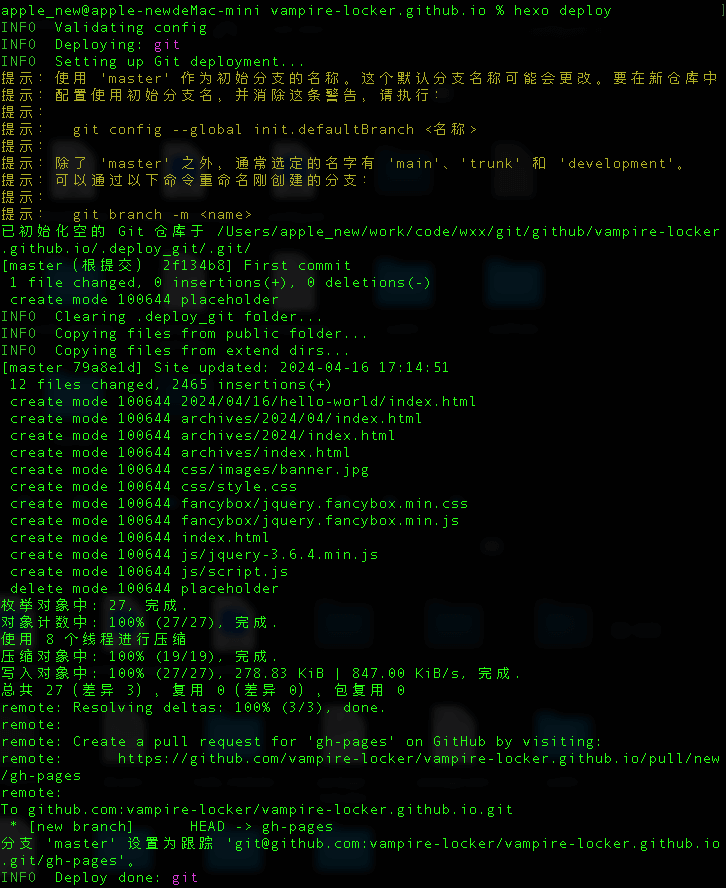 apple_new@apple-newdeMac-mini vampire-locker.github.io % hexo deploy
INFO  Validating config
INFO  Deploying: git
INFO  Setting up Git deployment...
提示：使用 'master' 作为初始分支的名称。这个默认分支名称可能会更改。要在新仓库中
提示：配置使用初始分支名，并消除这条警告，请执行：
提示：
提示：  git config --global init.defaultBranch <名称>
提示：
提示：除了 'master' 之外，通常选定的名字有 'main'、'trunk' 和 'development'。
提示：可以通过以下命令重命名刚创建的分支：
提示：
提示：  git branch -m <name>
已初始化空的 Git 仓库于 /Users/apple_new/work/code/wxx/git/github/vampire-locker
.github.io/.deploy_git/.git/
[master（根提交） 2f134b8] First commit
 1 file changed, 0 insertions(+), 0 deletions(-)
 create mode 100644 placeholder
INFO  Clearing .deploy_git folder...
INFO  Copying files from public folder...
INFO  Copying files from extend dirs...
[master 79a8e1d] Site updated: 2024-04-16 17:14:51
 12 files changed, 2465 insertions(+)
 create mode 100644 2024/04/16/hello-world/index.html
 create mode 100644 archives/2024/04/index.html
 create mode 100644 archives/2024/index.html
 create mode 100644 archives/index.html
 create mode 100644 css/images/banner.jpg
 create mode 100644 css/style.css
 create mode 100644 fancybox/jquery.fancybox.min.css
 create mode 100644 fancybox/jquery.fancybox.min.js
 create mode 100644 index.html
 create mode 100644 js/jquery-3.6.4.min.js
 create mode 100644 js/script.js
 delete mode 100644 placeholder
枚举对象中: 27, 完成.
对象计数中: 100% (27/27), 完成.
使用 8 个线程进行压缩
压缩对象中: 100% (19/19), 完成.
写入对象中: 100% (27/27), 278.83 KiB | 847.00 KiB/s, 完成.
总共 27（差异 3），复用 0（差异 0），包复用 0
remote: Resolving deltas: 100% (3/3), done.
remote:
remote: Create a pull request for 'gh-pages' on GitHub by visiting:
remote:      https://github.com/vampire-locker/vampire-locker.github.io/pull/new
/gh-pages
remote:
To github.com:vampire-locker/vampire-locker.github.io.git
 * [new branch]      HEAD -> gh-pages
分支 'master' 设置为跟踪 'git@github.com:vampire-locker/vampire-locker.github.io
.git/gh-pages'。
INFO  Deploy done: git